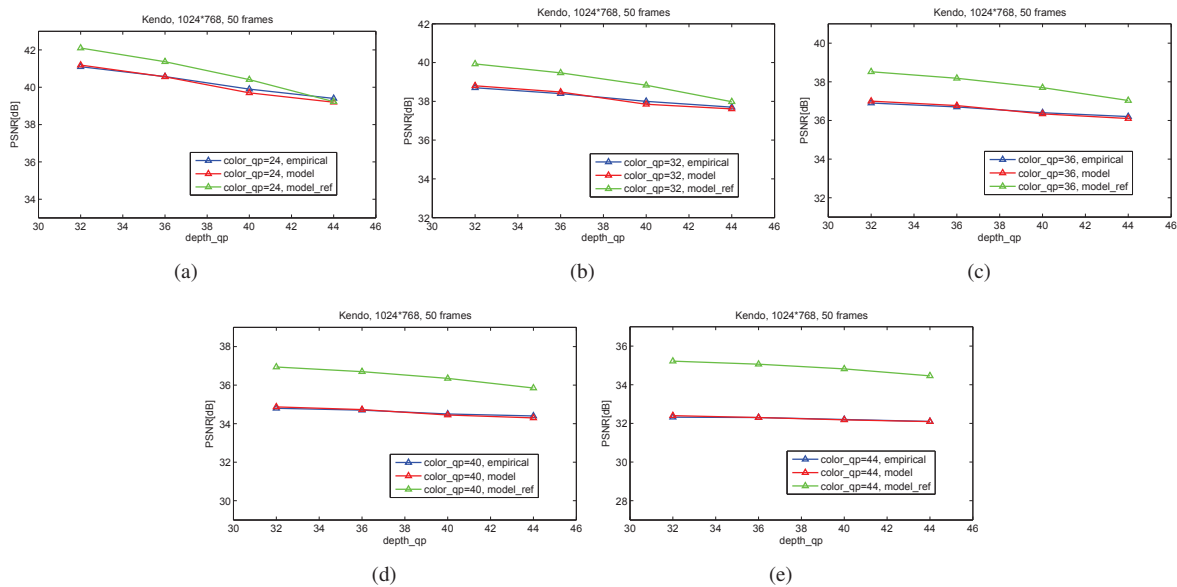 Kendo, 1024*768, 50 frames
42
40
38
36
34
PSNR[dB]
color_qp=24, empirical
color_qp=24, model
color_qp=24, model_ref
30 32 34 36 38 40 42 44 46
depth_qp
(a)
Kendo, 1024*768, 50 frames
42
40
38
36
34
32
PSNR[dB]
color_qp=32, empirical
color_qp=32, model
color_qp=32, model_ref
30 32 34 36 38 40 42 44 46
depth_qp
(b)
Kendo, 1024*768, 50 frames
40
38
36
34
32
PSNR[dB]
color_qp=36, empirical
color_qp=36, model
color_qp=36, model_ref
30 32 34 36 38 40 42 44 46
depth_qp
(c)
Kendo, 1024*768, 50 frames
38
36
34
32
30
PSNR[dB]
color_qp=40, empirical
color_qp=40, model
color_qp=40, model_ref
30 32 34 36 38 40 42 44 46
depth_qp
(d)
Kendo, 1024*768, 50 frames
36
34
32
30
28
PSNR[dB]
color_qp=44, empirical
color_qp=44, model
color_qp=44, model_ref
30 32 34 36 38 40 42 44 46
depth_qp
(e)